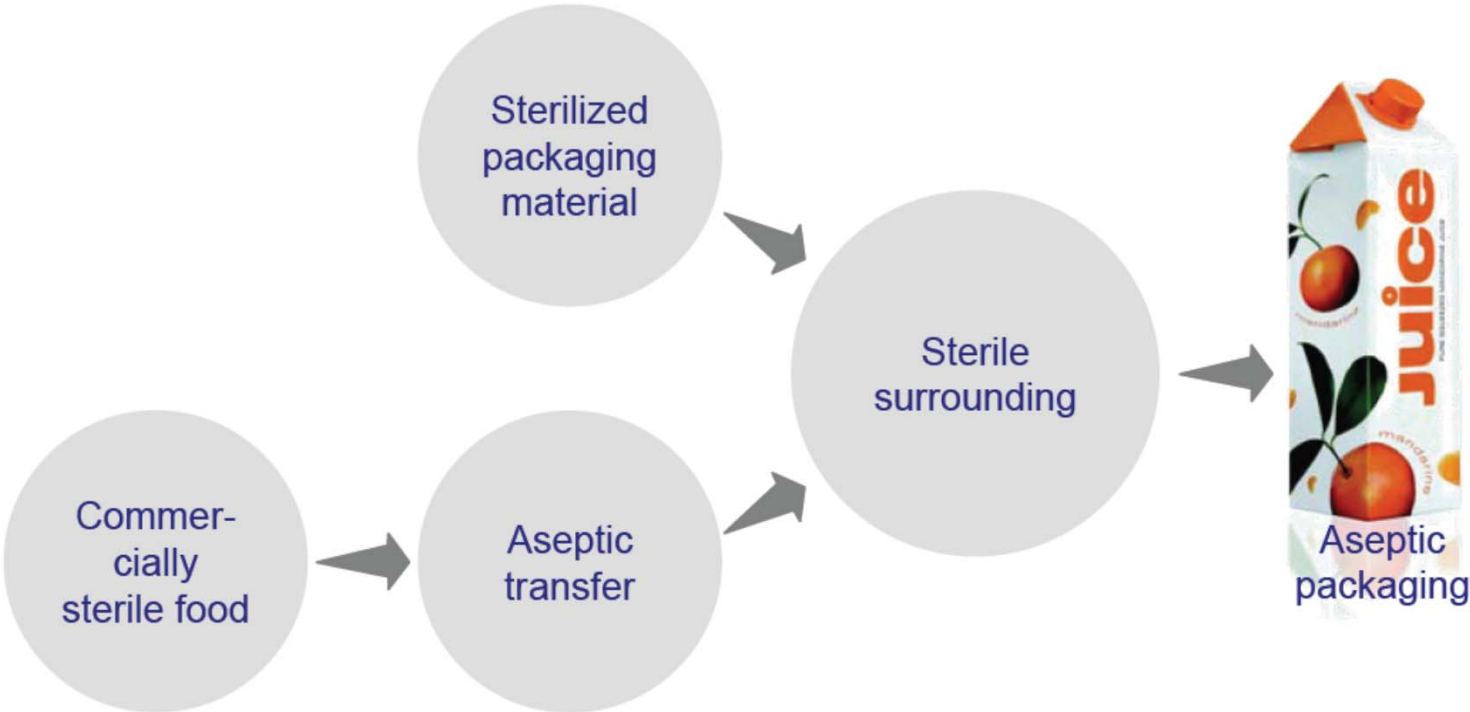 Sterilized
packaging
material
Sterile
surrounding
Commer-
cially
sterile food
Aseptic
transfer
juice
mandarine
mandarine
Aseptic
packaging